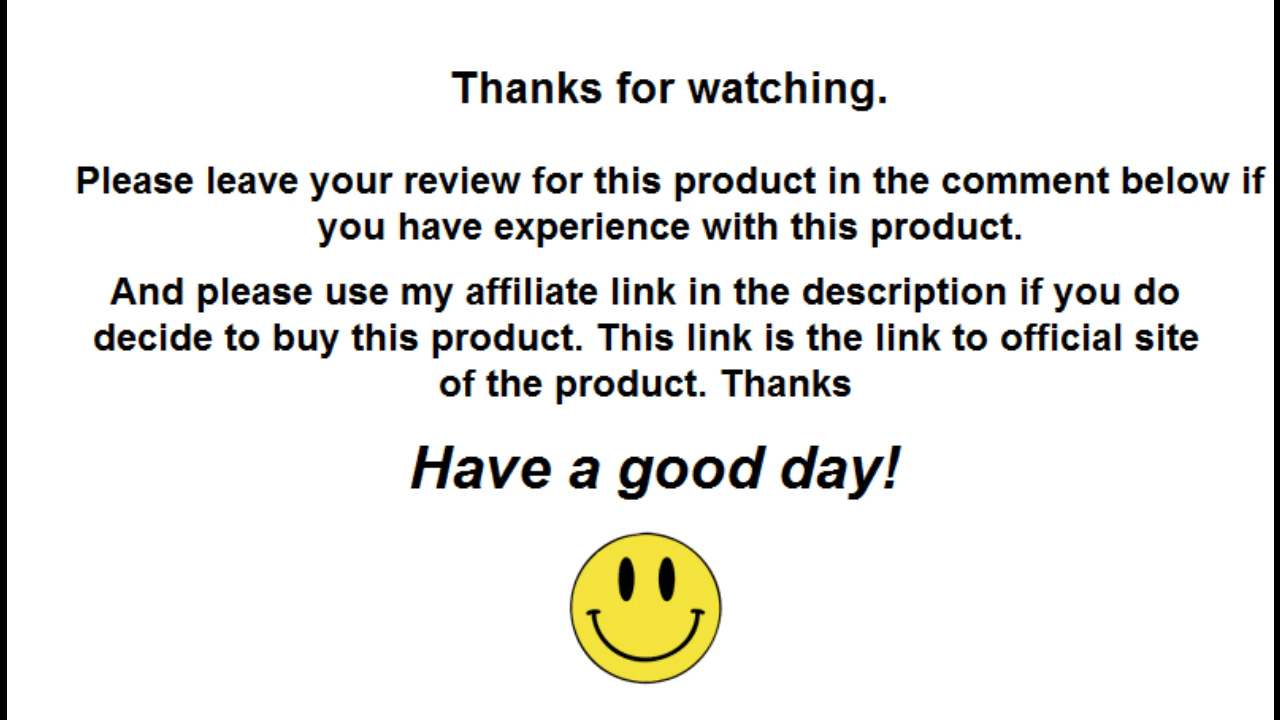 Thanks for watching.
Please leave your review for this product in the comment below if
you have experience with this product.
And please use my affiliate link in the description if you do
decide to buy this product. This link is the link to official site
of the product. Thanks
Have a good day!